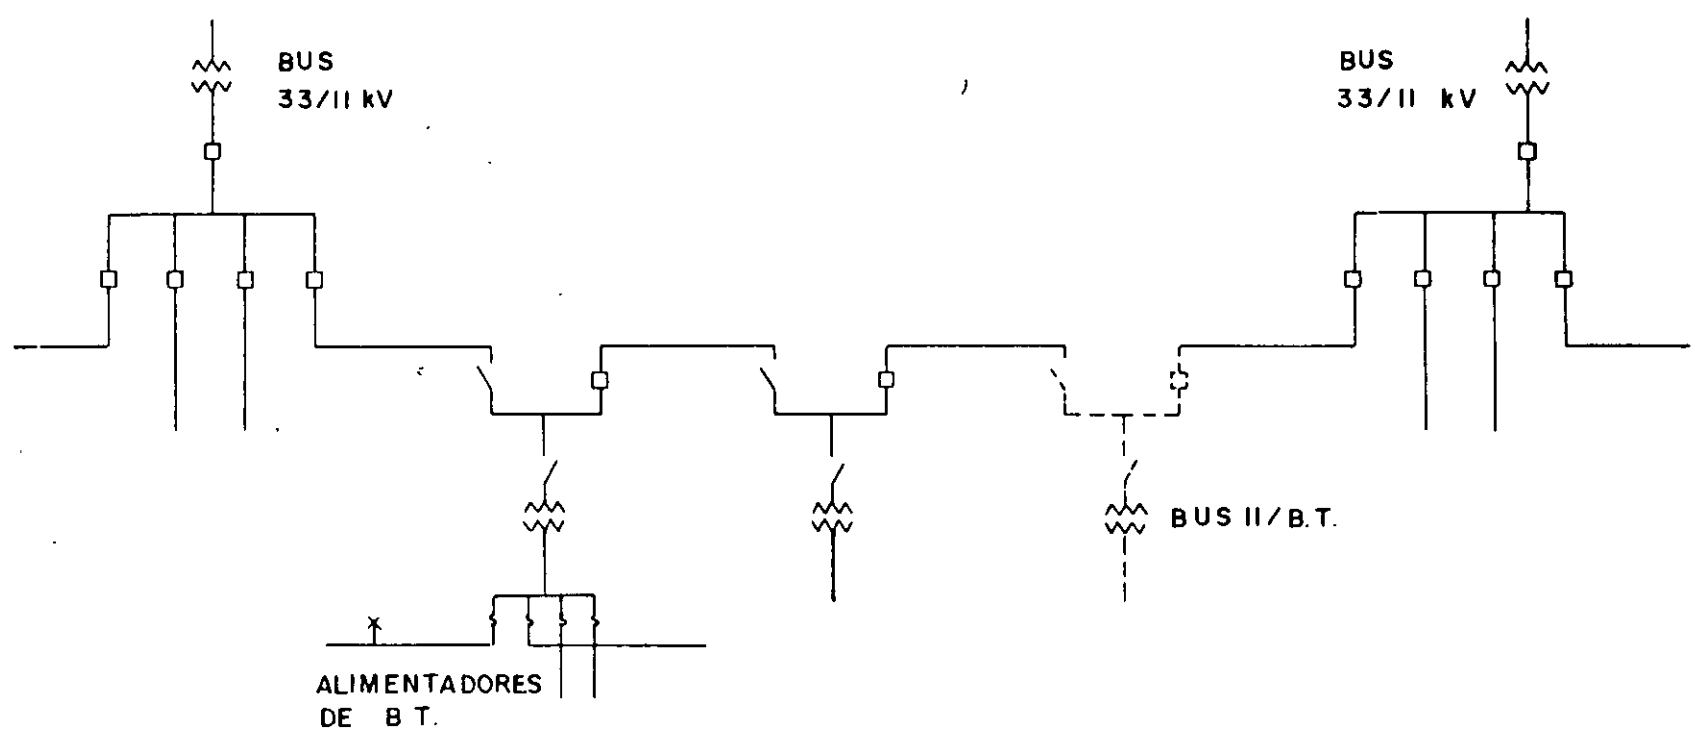 BUS
33/11 kV
BUS
33/11 kV
BUS 11/B.T.
ALIMENTADORES
DE B T.